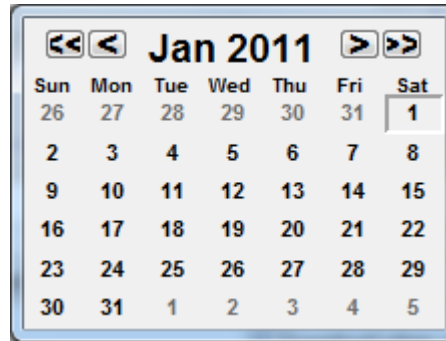 << < Jan 2011 > >>
Sun Mon Tue Wed Thu Fri Sat
26 27 28 29 30 31 1
2 3 4 5 6 7 8
9 10 11 12 13 14 15
16 17 18 19 20 21 22
23 24 25 26 27 28 29
30 31 1 2 3 4 5